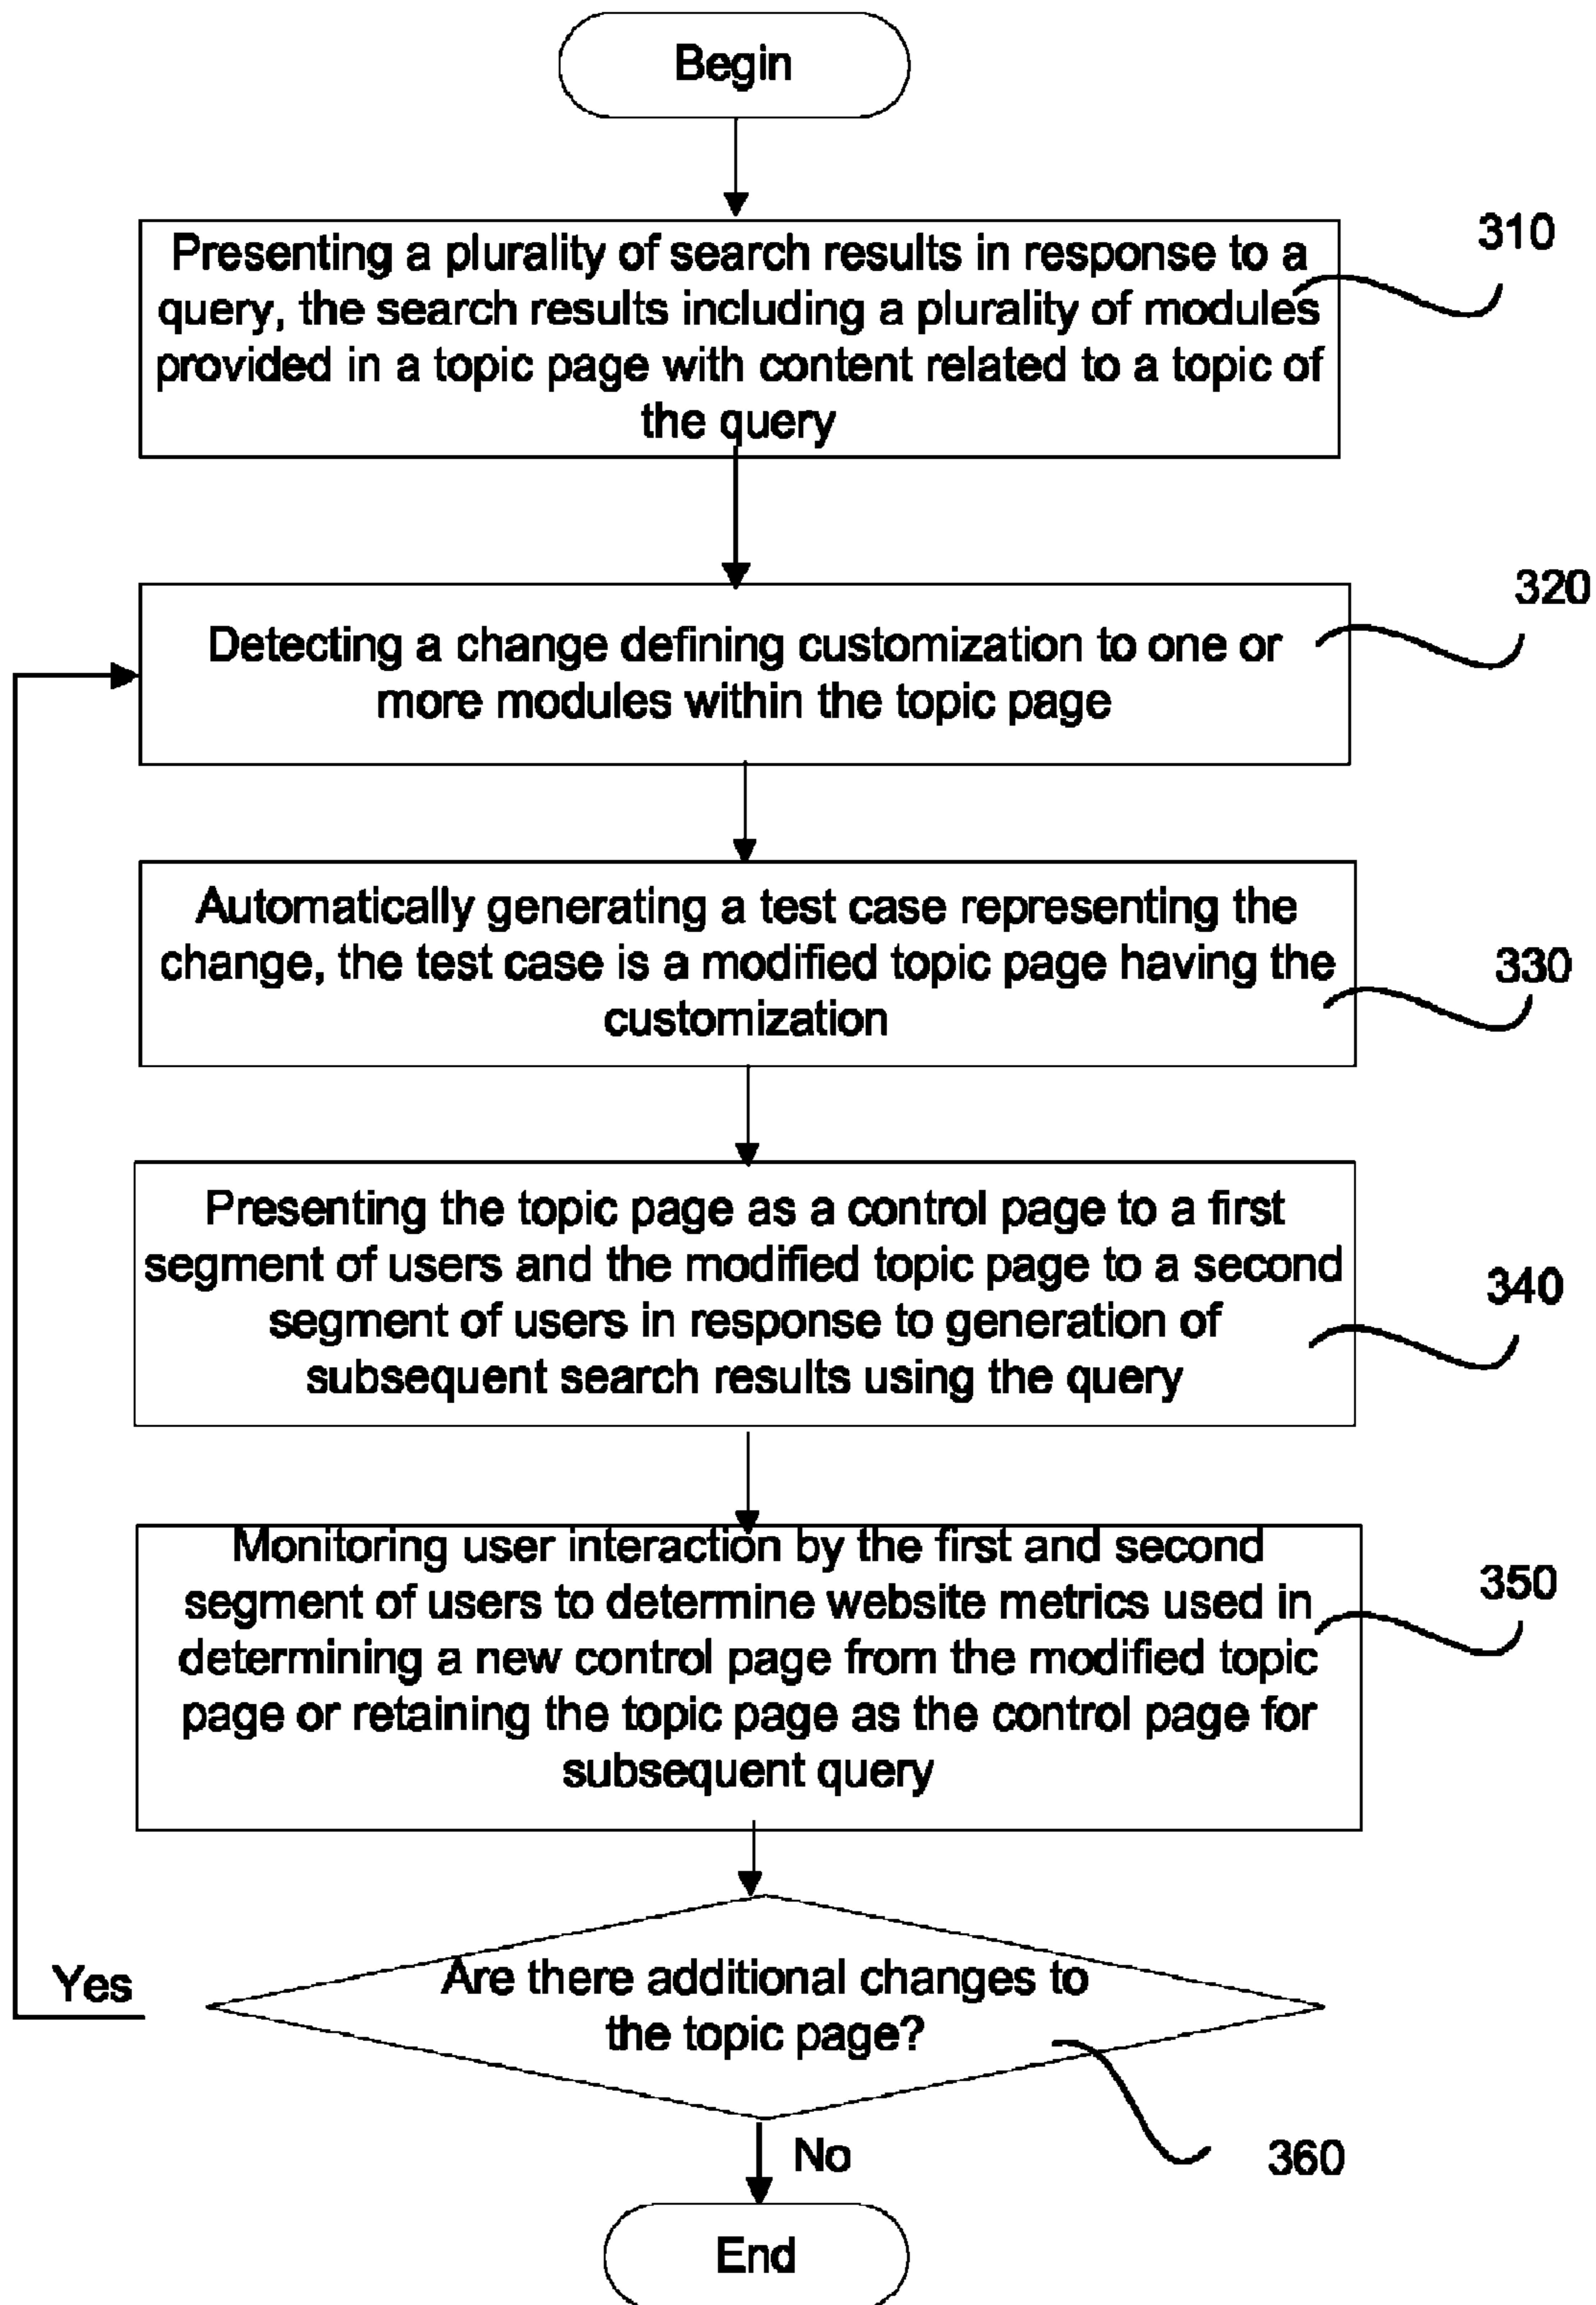 Begin
Presenting a plurality of search results in response to a
query, the search results including a plurality of modules
provided in a topic page with content related to a topic of
the query
310
Detecting a change defining customization to one or
more modules within the topic page
320
Automatically generating a test case representing the
change, the test case is a modified topic page having the
customization
330
Presenting the topic page as a control page to a first
segment of users and the modified topic page to a second
segment of users in response to generation of
subsequent search results using the query
340
Monitoring user interaction by the first and second
segment of users to determine website metrics used in
determining a new control page from the modified topic
page or retaining the topic page as the control page for
subsequent query
350
Are there additional changes to
the topic page?
Yes
360
No
End